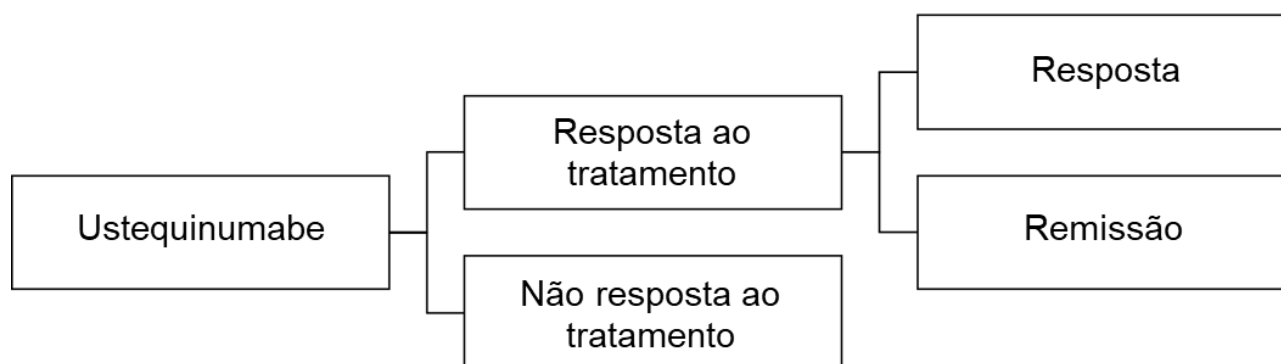 Ustequinumabe
Resposta ao
tratamento
Não resposta ao
tratamento
Resposta
Remissão